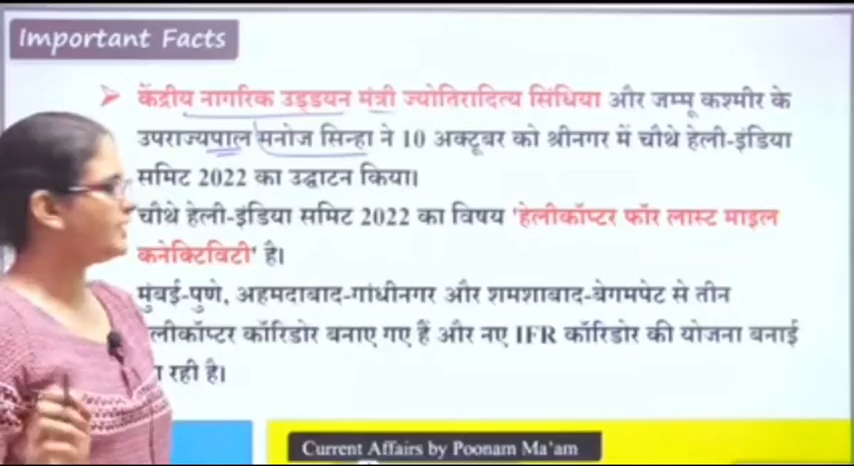 Important Facts
केंद्रीय नागरिक उड्डयन मंत्री ज्योतिरादित्य सिंधिया और जम्मू कश्मीर के
उपराज्यपाल मनोज सिन्हा ने 10 अक्टूबर को श्रीनगर में चौथे हेली-इंडिया
समिट 2022 का उद्घाटन किया।
चौथे हेली-इंडिया समिट 2022 का विषय 'हेलीकॉप्टर फॉर लास्ट माइल
कनेक्टिविटी' है।
मुंबई-पुणे, अहमदाबाद-गांधीनगर और शमशाबाद-बेगमपेट से तीन
कॉरिडोर बनाए गए हैं और नए IFR कॉरिडोर की योजना बनाई
रही है।
Current Affairs by Poonam Ma'am